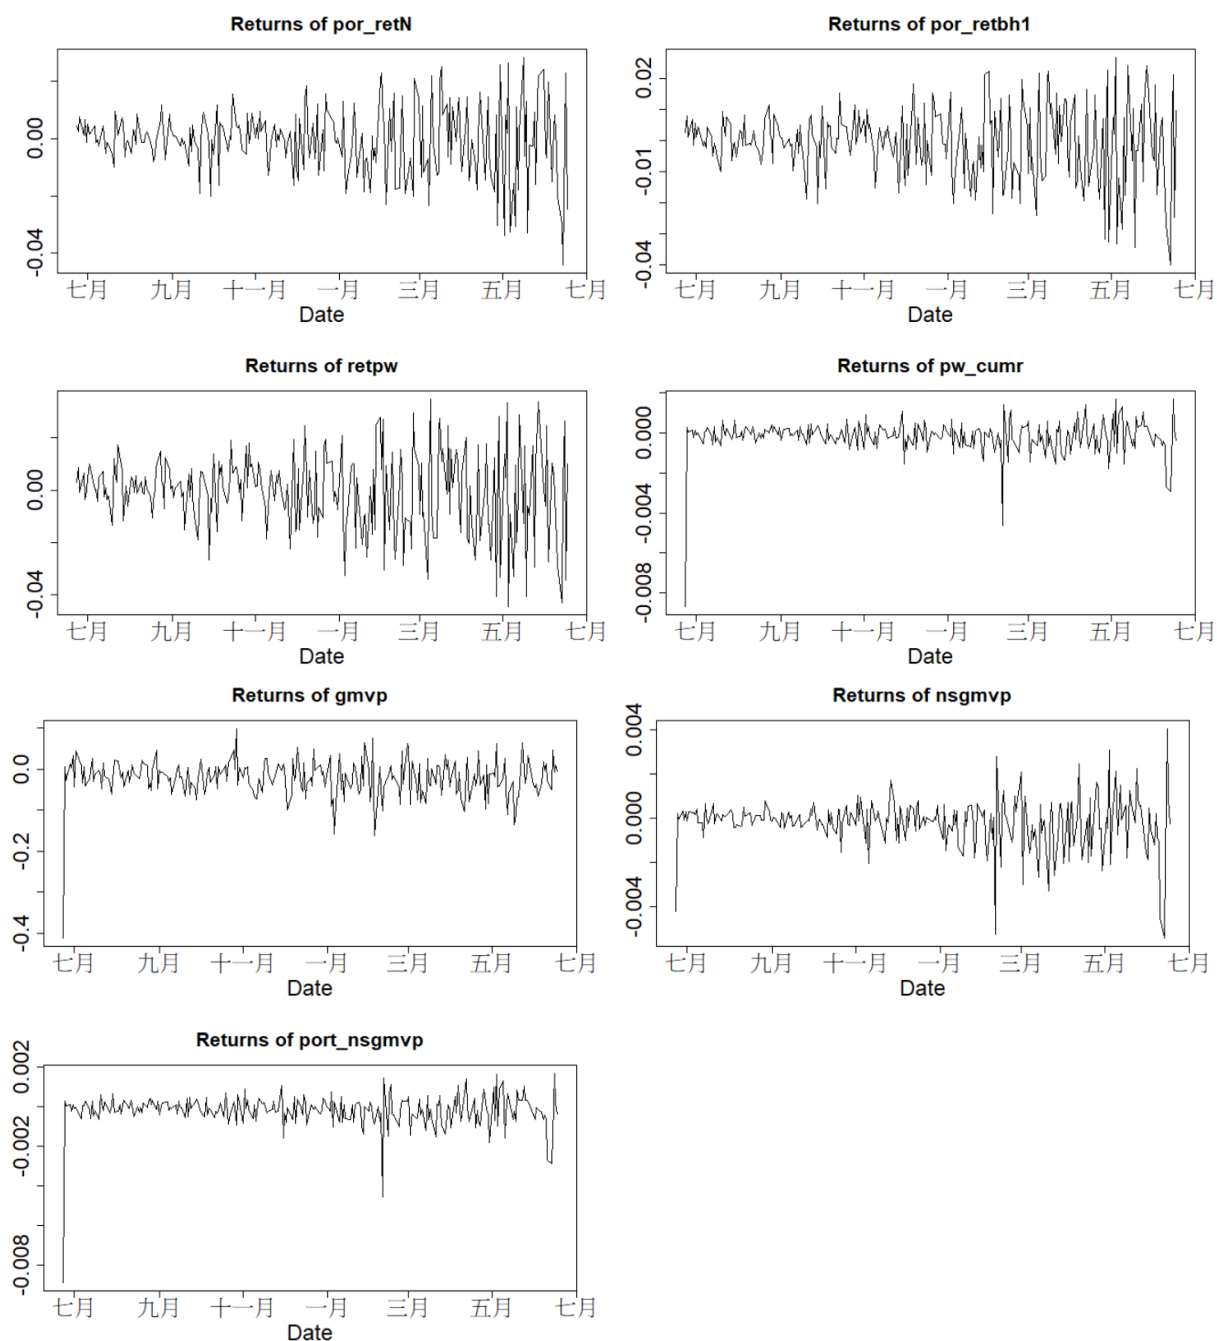 Returns of por_retN
0.00
-0.04
七月 九月 十一月 一月 三月 五月 七月
Date
Returns of por_retbh1
0.02
-0.01
-0.04
七月 九月 十一月 一月 三月 五月 七月
Date
Returns of retpw
0.00
-0.04
七月 九月 十一月 一月 三月 五月 七月
Date
Returns of pw_cumr
0.000
-0.004
-0.008
七月 九月 十一月 一月 三月 五月 七月
Date
Returns of gmvp
0.0
-0.2
-0.4
七月 九月 十一月 一月 三月 五月 七月
Date
Returns of nsgmvp
0.004
0.000
-0.004
七月 九月 十一月 一月 三月 五月 七月
Date
Returns of port_nsgmvp
0.002
-0.002
-0.008
七月 九月 十一月 一月 三月 五月 七月
Date